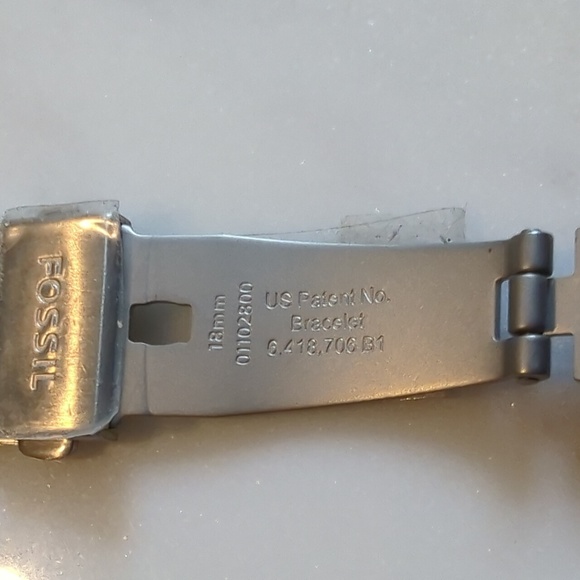 FOSSIL
18mm
01102800
US Patent No.
Bracelet
6,418,706 B1